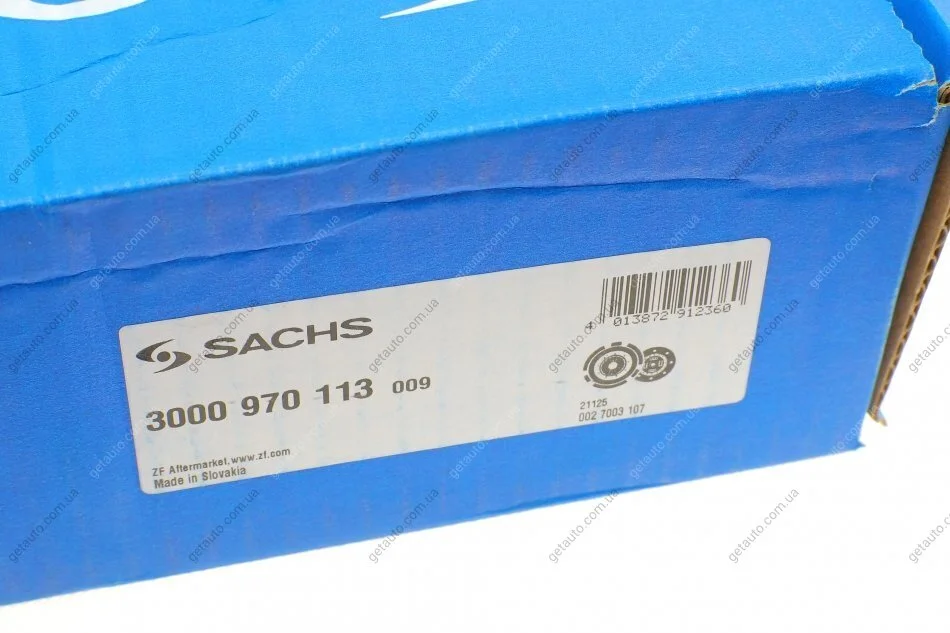 SACHS
3000 970 113 009
ZF Aftermarket, www.zf.com
Made in Slovakia
4 013872 912360
21125
002 7003 107
getauto.com.ua